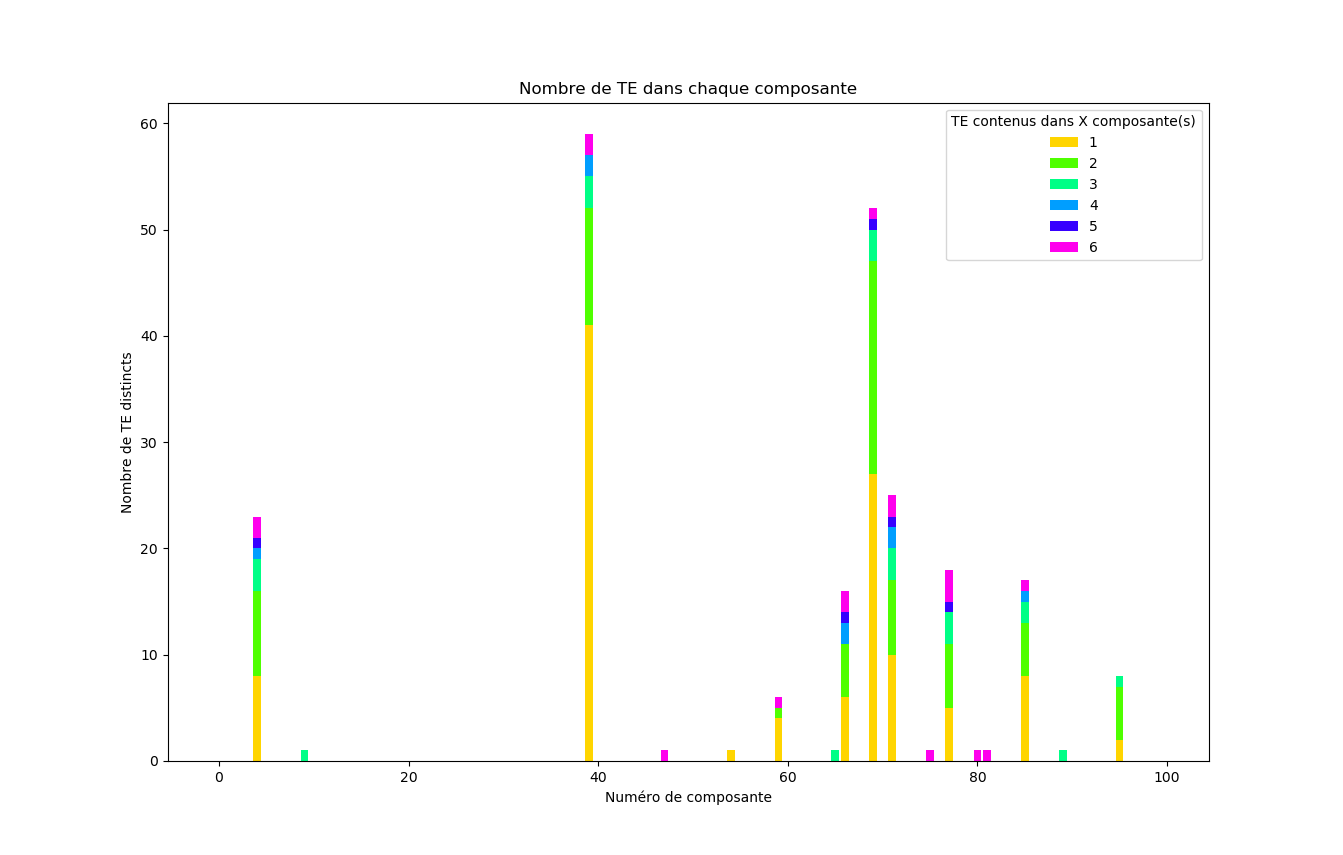 Nombre de TE dans chaque composante
TE contenus dans X composante(s)
1
2
3
4
5
6
Nombre de TE distincts
60
50
40
30
20
10
0
0 20 40 60 80 100
Numéro de composante